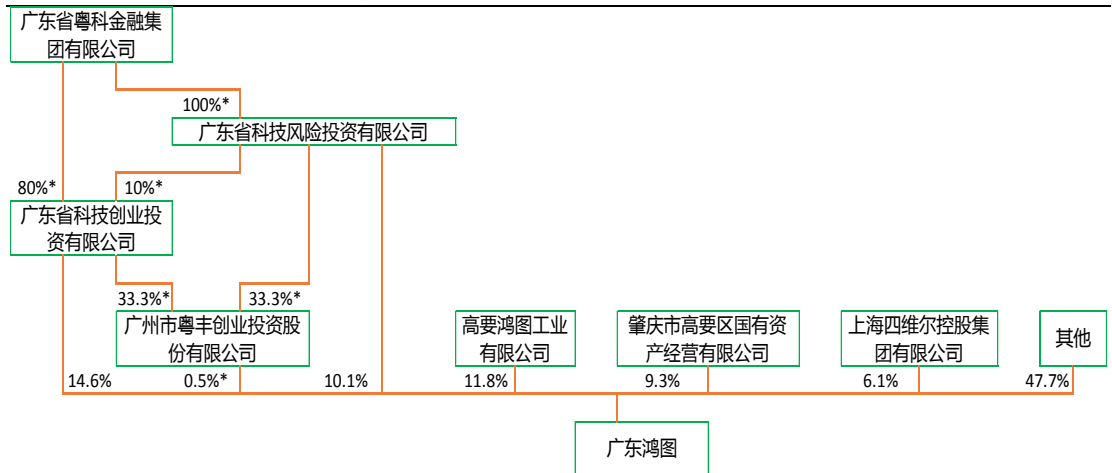 广东省粤科金融集
团有限公司
100%*
广东省科技风险投资有限公司
80%*
10%*
广东省科技创业投
资有限公司
33.3%*
33.3%*
广州市粤丰创业投资股
份有限公司
高要鸿图工业
有限公司
肇庆市高要区国有资
产经营有限公司
上海四维尔控股集
团有限公司
其他
14.6%
0.5%*
10.1%
11.8%
9.3%
6.1%
47.7%
广东鸿图